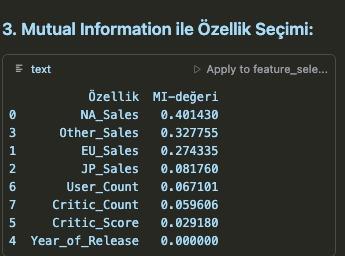 3. Mutual Information ile Özellik Seçimi:
text
Apply to feature_sele...
Özellik MI-değeri
0 NA_Sales 0.401430
3 Other_Sales 0.327755
1 EU_Sales 0.274335
2 JP_Sales 0.081760
6 User_Count 0.067101
7 Critic_Count 0.059606
5 Critic_Score 0.029180
4 Year_of_Release 0.000000